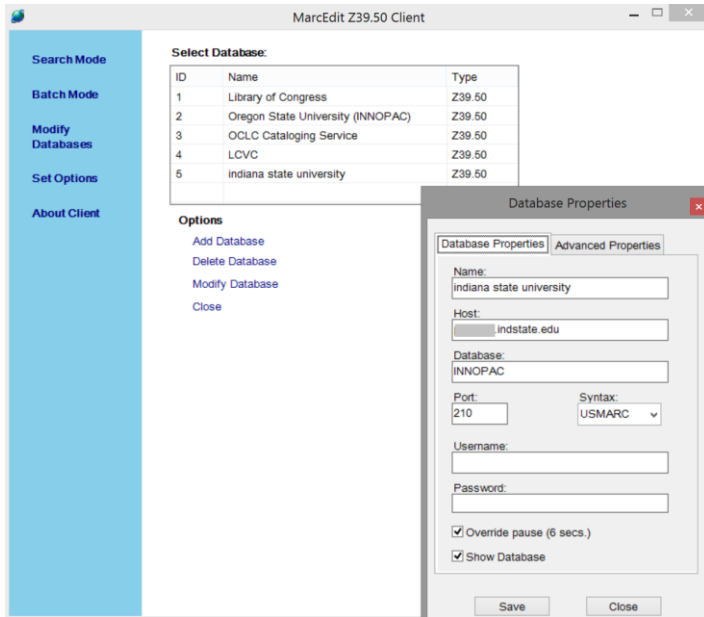 MarcEdit Z39.50 Client
Search Mode
Batch Mode
Modify
Databases
Set Options
About Client
Select Database:
ID Name Type
1 Library of Congress Z39.50
2 Oregon State University (INNOPAC) Z39.50
3 OCLC Cataloging Service Z39.50
4 LCVC Z39.50
5 indiana state university Z39.50
Options
Add Database
Delete Database
Modify Database
Close
Database Properties
Database Properties Advanced Properties
Name:
indiana state university
Host:
.indstate.edu
Database:
INNOPAC
Port: Syntax:
210 USMARC
Username:
Password:
Override pause (6 secs.)
Show Database
Save Close